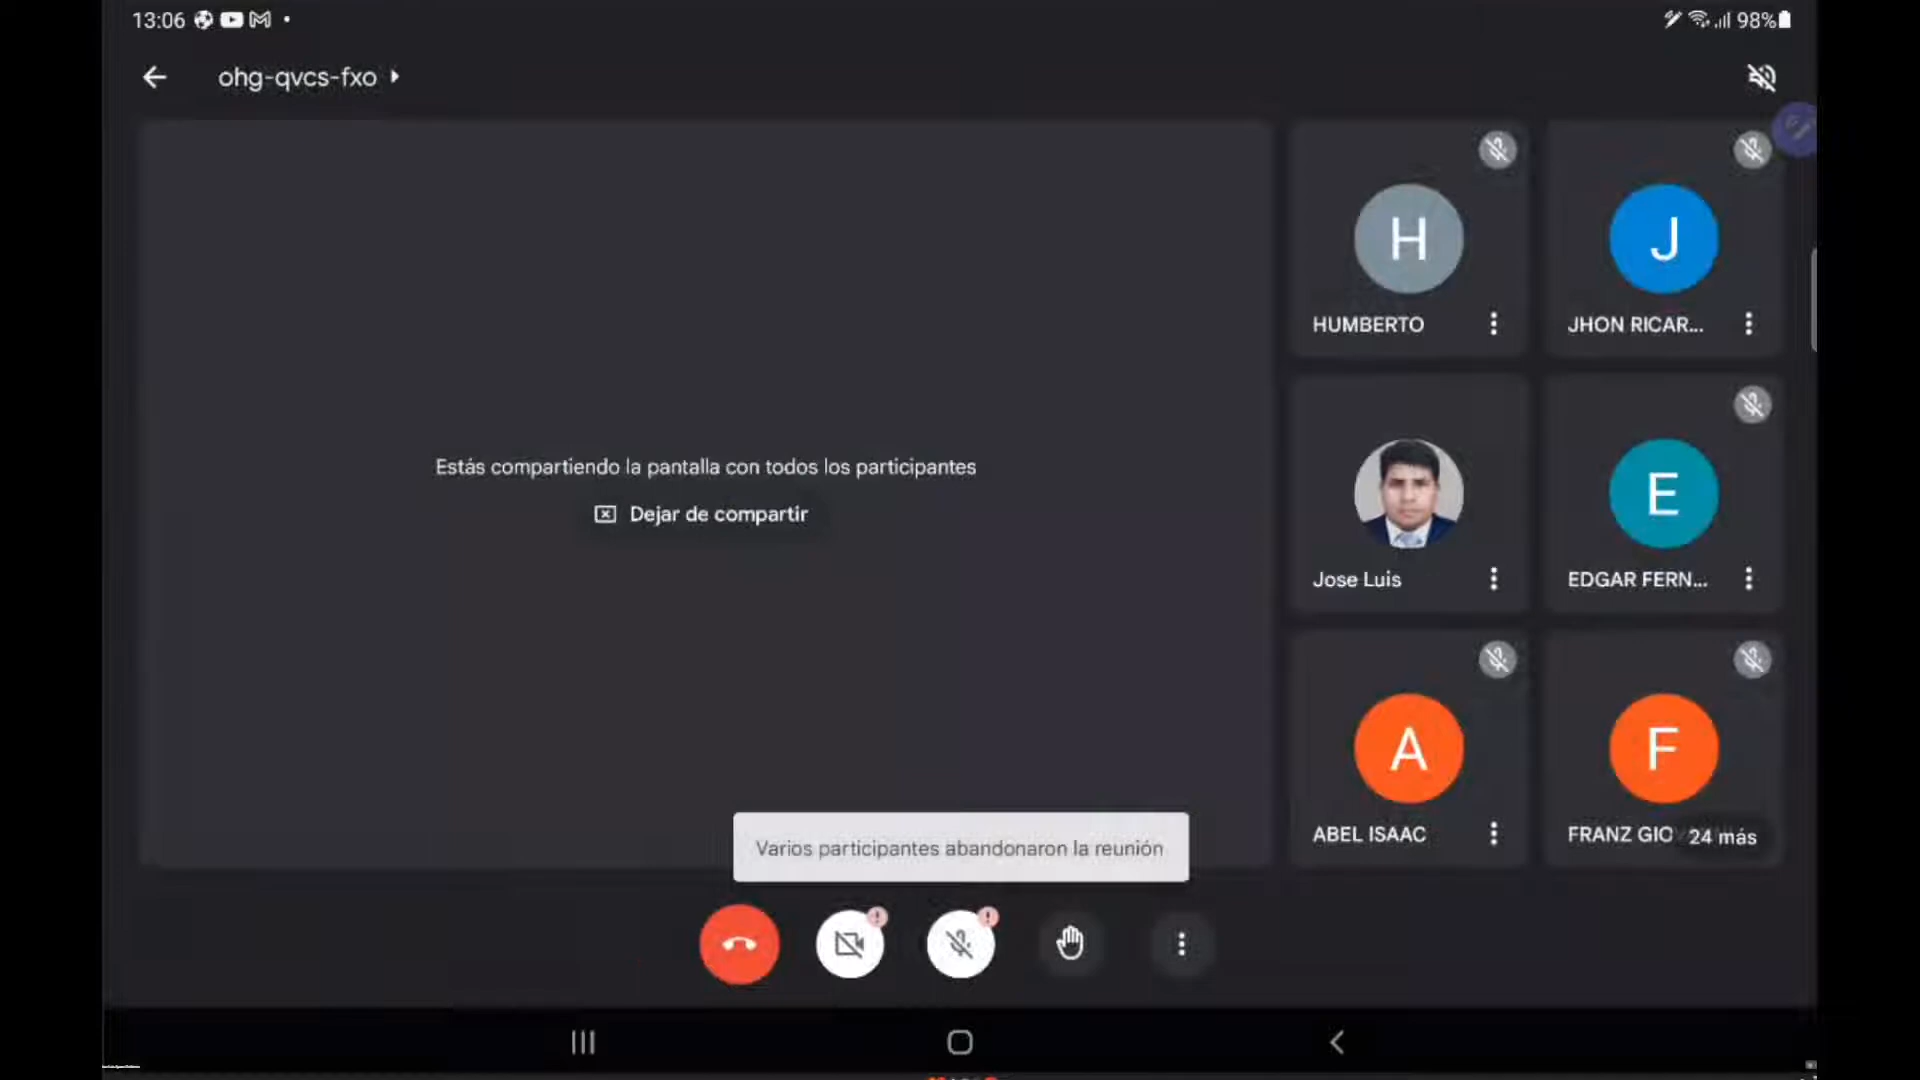 13:06
98%
ohg-qvcs-fxo
H
HUMBERTO
J
JHON RICAR...
Estás compartiendo la pantalla con todos los participantes
Dejar de compartir
Jose Luis
E
EDGAR FERN...
A
ABEL ISAAC
F
FRANZ GIO
24 más
Varios participantes abandonaron la reunión